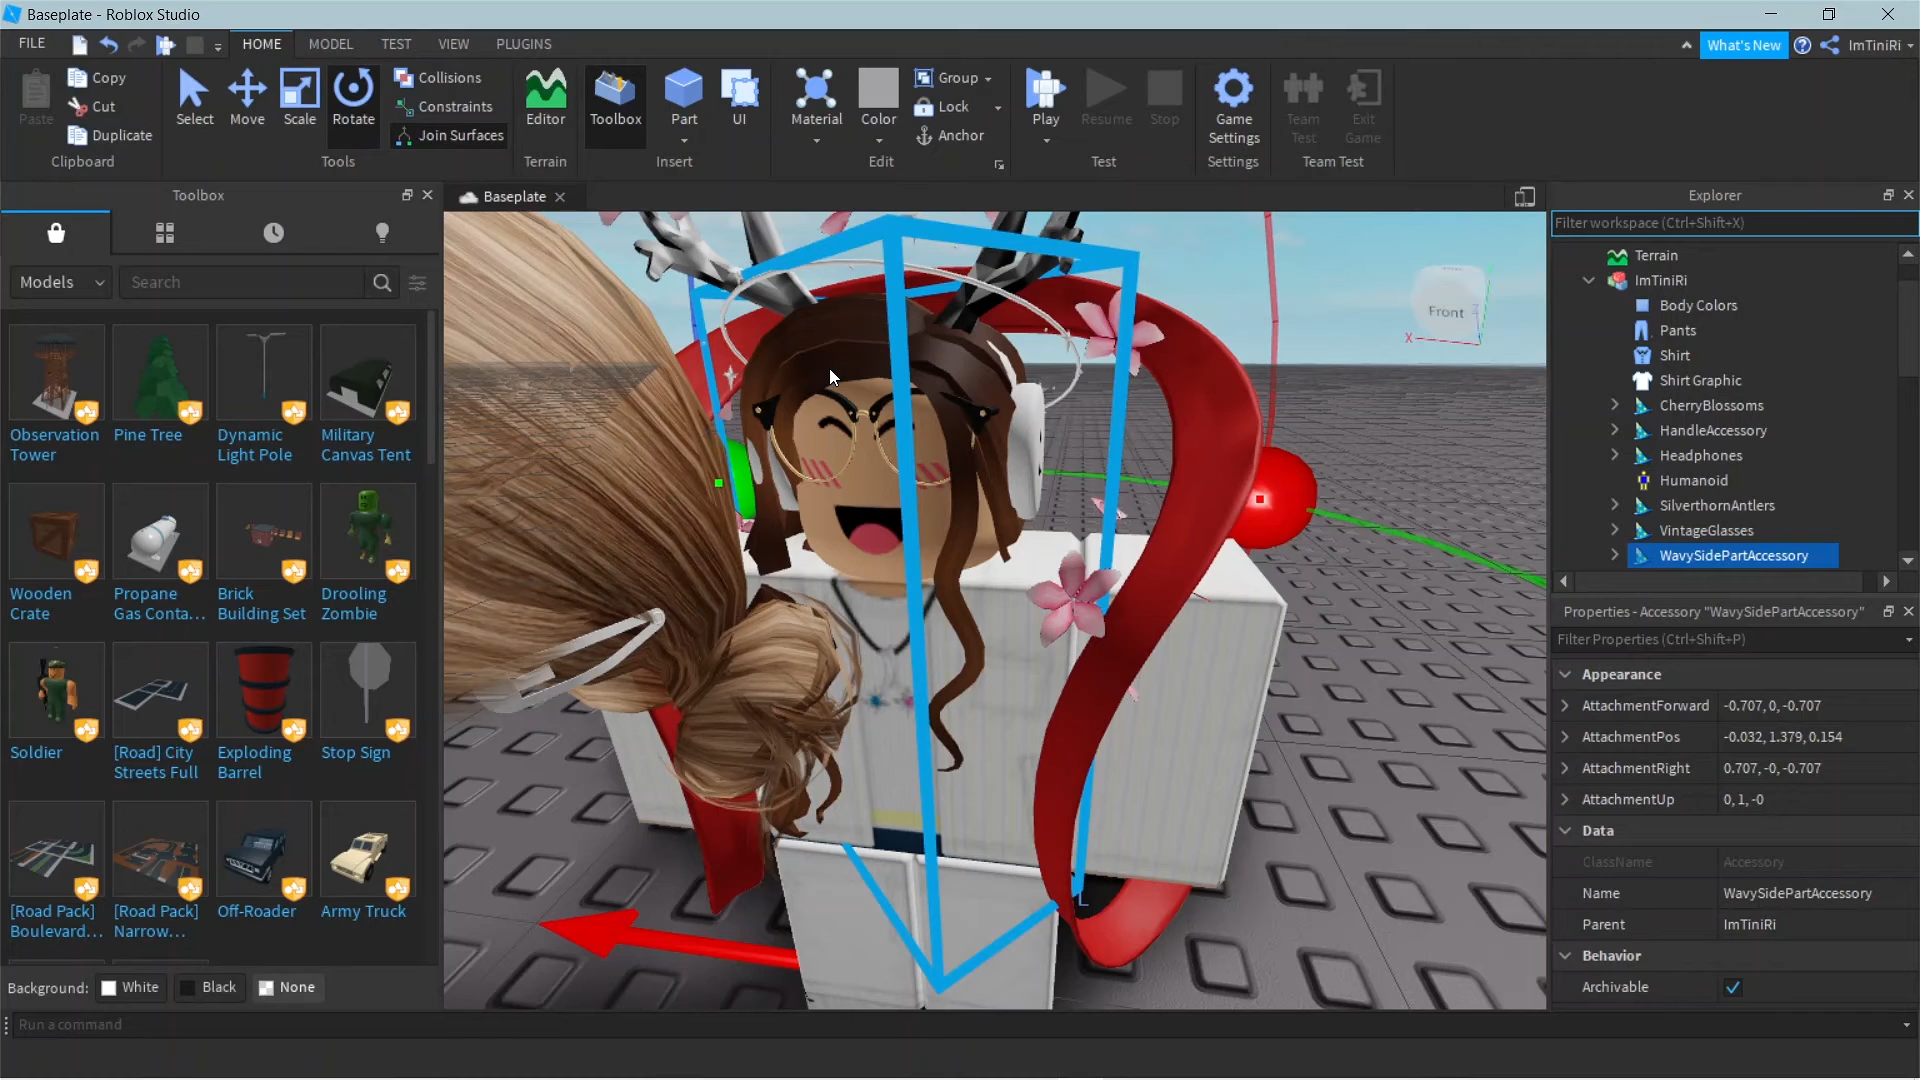 Baseplate - Roblox Studio
FILE
HOME
MODEL
TEST
VIEW
PLUGINS
What's New
ImTiniRi
Paste
Copy
Cut
Duplicate
Clipboard
Select
Move
Scale
Rotate
Collisions
Constraints
Join Surfaces
Tools
Editor
Terrain
Toolbox
Part
UI
Insert
Material
Color
Group
Lock
Anchor
Edit
Play
Resume
Stop
Test
Game
Settings
Settings
Team
Test
Exit
Game
Team Test
Toolbox
Models
Search
Observation
Tower
Pine Tree
Dynamic
Light Pole
Military
Canvas Tent
Wooden
Crate
Propane
Gas Conta...
Brick
Building Set
Drooling
Zombie
Soldier
[Road] City
Streets Full
Exploding
Barrel
Stop Sign
[Road Pack]
Boulevard...
[Road Pack]
Narrow...
Off-Roader
Army Truck
Background:
White
Black
None
Run a command
Baseplate
Front
X
Z
L
Explorer
Filter workspace (Ctrl+Shift+X)
Terrain
ImTiniRi
Body Colors
Pants
Shirt
Shirt Graphic
CherryBlossoms
HandleAccessory
Headphones
Humanoid
SilverthornAntlers
VintageGlasses
WavySidePartAccessory
Properties - Accessory "WavySidePartAccessory"
Filter Properties (Ctrl+Shift+P)
Appearance
AttachmentForward -0.707, 0, -0.707
AttachmentPos -0.032, 1.379, 0.154
AttachmentRight 0.707, -0, -0.707
AttachmentUp 0, 1, -0
Data
ClassName Accessory
Name WavySidePartAccessory
Parent ImTiniRi
Behavior
Archivable